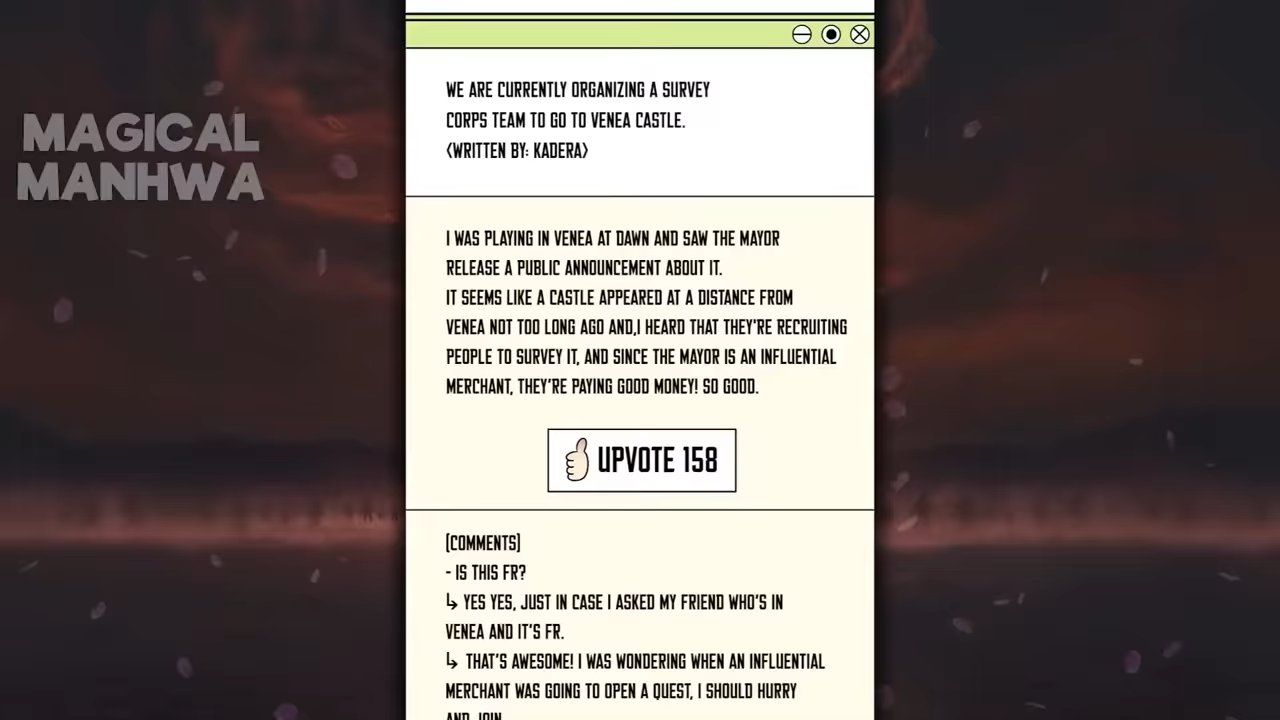 MAGICAL
MANHWA
WE ARE CURRENTLY ORGANIZING A SURVEY
CORPS TEAM TO GO TO VENEA CASTLE.
<WRITTEN BY: KADERA>
I WAS PLAYING IN VENEA AT DAWN AND SAW THE MAYOR
RELEASE A PUBLIC ANNOUNCEMENT ABOUT IT.
IT SEEMS LIKE A CASTLE APPEARED AT A DISTANCE FROM
VENEA NOT TOO LONG AGO AND,I HEARD THAT THEY'RE RECRUITING
PEOPLE TO SURVEY IT, AND SINCE THE MAYOR IS AN INFLUENTIAL
MERCHANT, THEY'RE PAYING GOOD MONEY! SO GOOD.
UPVOTE 158
[COMMENTS]
- IS THIS FR?
↳ YES YES, JUST IN CASE I ASKED MY FRIEND WHO'S IN
VENEA AND IT'S FR.
↳ THAT'S AWESOME! I WAS WONDERING WHEN AN INFLUENTIAL
MERCHANT WAS GOING TO OPEN A QUEST, I SHOULD HURRY
AND JOIN